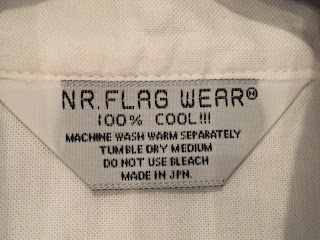 NR.FLAG WEAR®
100% COOL!!!
MACHINE WASH WARM SEPARATELY
TUMBLE DRY MEDIUM
DO NOT USE BLEACH
MADE IN JPN.